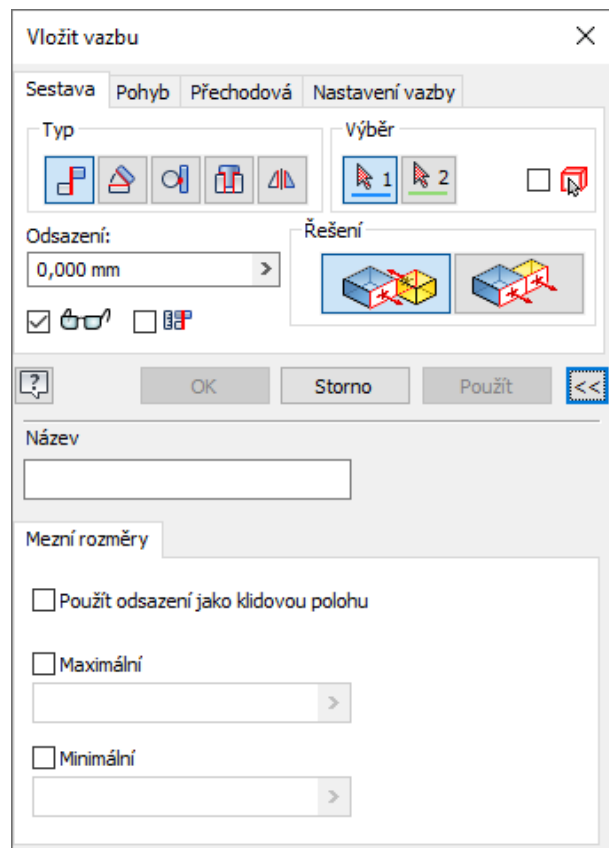 Vložit vazbu
Sestava Pohyb Přechodová Nastavení vazby
Typ Výběr
1 2
Odsazení: Řešení
0,000 mm >
? OK Storno Použít <<
Název
Mezní rozměry
Použít odsazení jako klidovou polohu
Maximální
>
Minimální
>